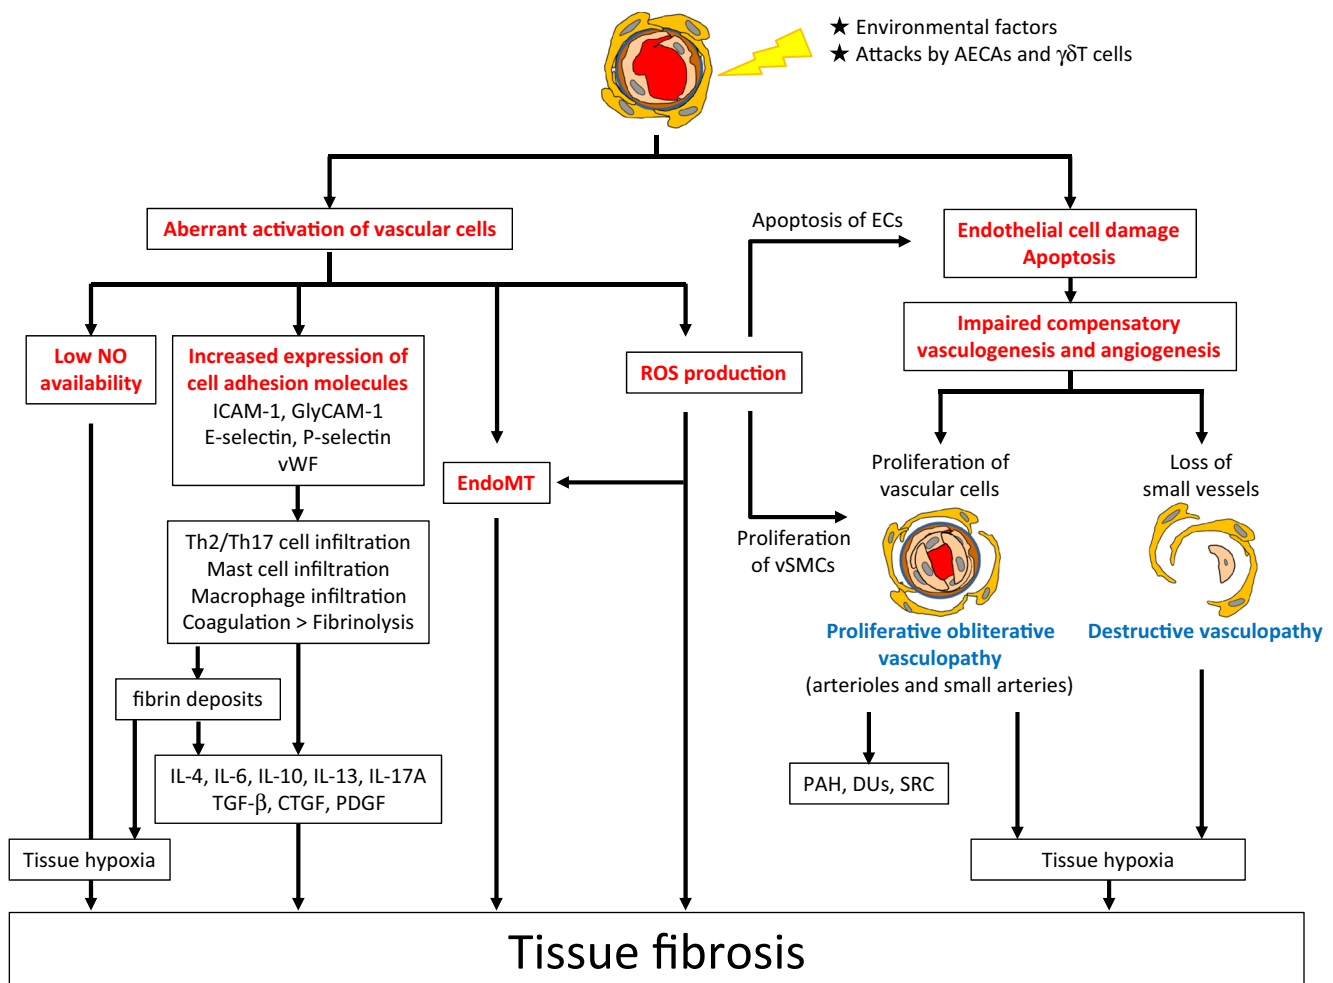 ★ Environmental factors
★ Attacks by AECAs and γδT cells
Aberrant activation of vascular cells
Apoptosis of ECs
Endothelial cell damage
Apoptosis
Low NO
availability
Increased expression of
cell adhesion molecules
ICAM-1, GlyCAM-1
E-selectin, P-selectin
vWF
ROS production
Impaired compensatory
vasculogenesis and angiogenesis
EndoMT
Proliferation of
vascular cells
Loss of
small vessels
Th2/Th17 cell infiltration
Mast cell infiltration
Macrophage infiltration
Coagulation > Fibrinolysis
Proliferation
of vSMCs
Proliferative obliterative
vasculopathy
(arterioles and small arteries)
Destructive vasculopathy
fibrin deposits
IL-4, IL-6, IL-10, IL-13, IL-17A
TGF-β, CTGF, PDGF
PAH, DUs, SRC
Tissue hypoxia
Tissue hypoxia
Tissue fibrosis